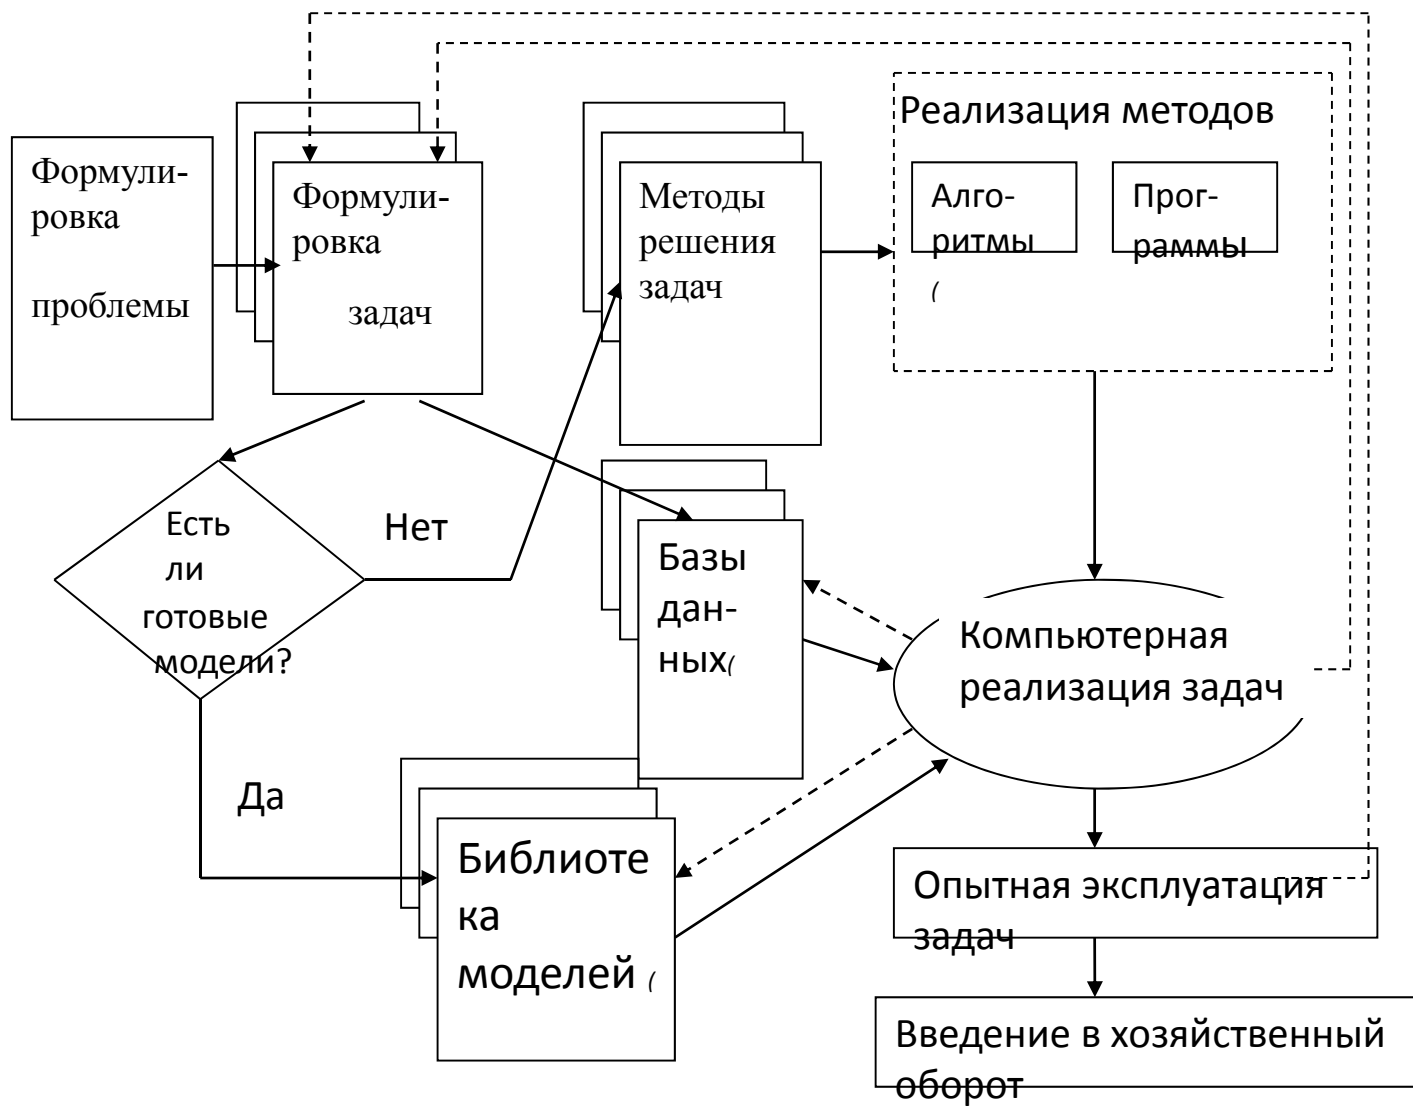 Формули-
ровка
проблемы
Формули-
ровка
задач
Методы
решения
задач
Реализация методов
Алго-
ритмы
(
Прог-
раммы
Есть
ли
готовые
модели?
Нет
Да
Базы
дан-
ных(
Библиоте
ка
моделей (
Компьютерная
реализация задач
Опытная эксплуатация
задач
Введение в хозяйственный
оборот